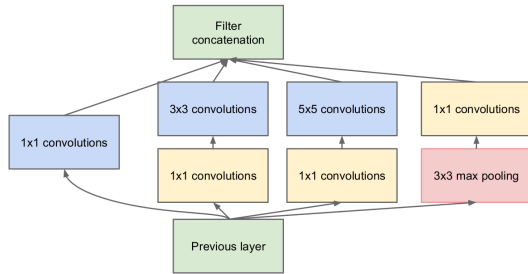 Filter
concatenation
3x3 convolutions
5x5 convolutions
1x1 convolutions
1x1 convolutions
1x1 convolutions
1x1 convolutions
3x3 max pooling
Previous layer